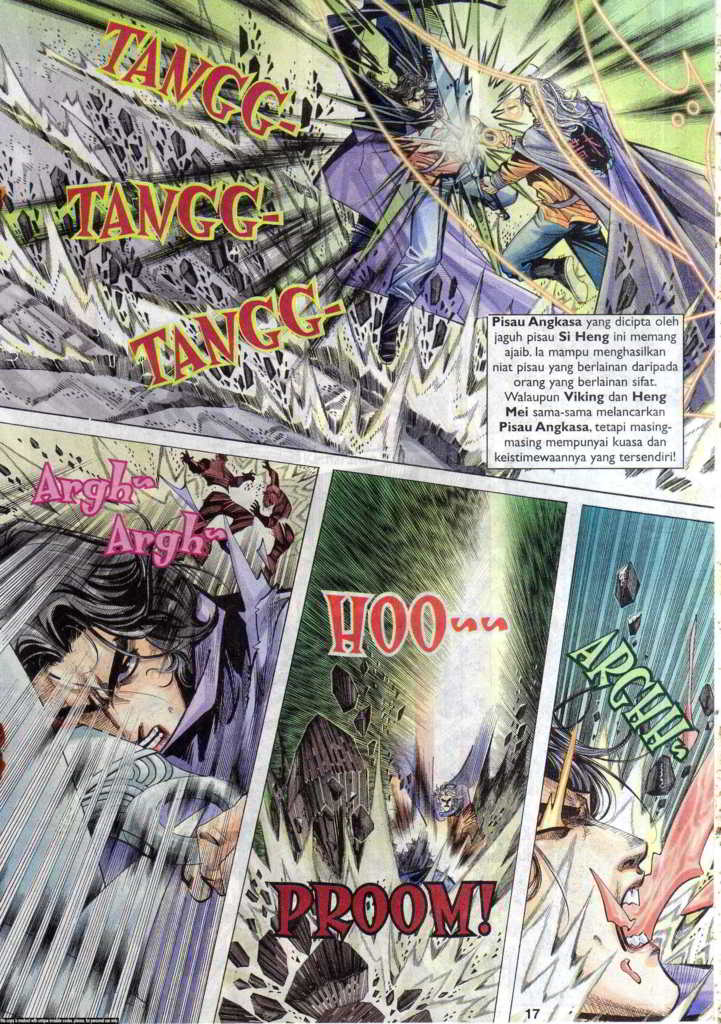 TANGG-
TANGG-
TANGG-
Pisau Angkasa yang dicipta oleh
jaguh pisau Si Heng ini memang
ajaib. Ia mampu menghasilkan
niat pisau yang berlainan daripada
orang yang berlainan sifat.
Walaupun Viking dan Heng
Mei sama-sama melancarkan
Pisau Angkasa, tetapi masing-
masing mempunyai kuasa dan
keistimewaannya yang tersendiri!
Argh~
Argh~
HOO~~
PROOM!
ARGHH~
17